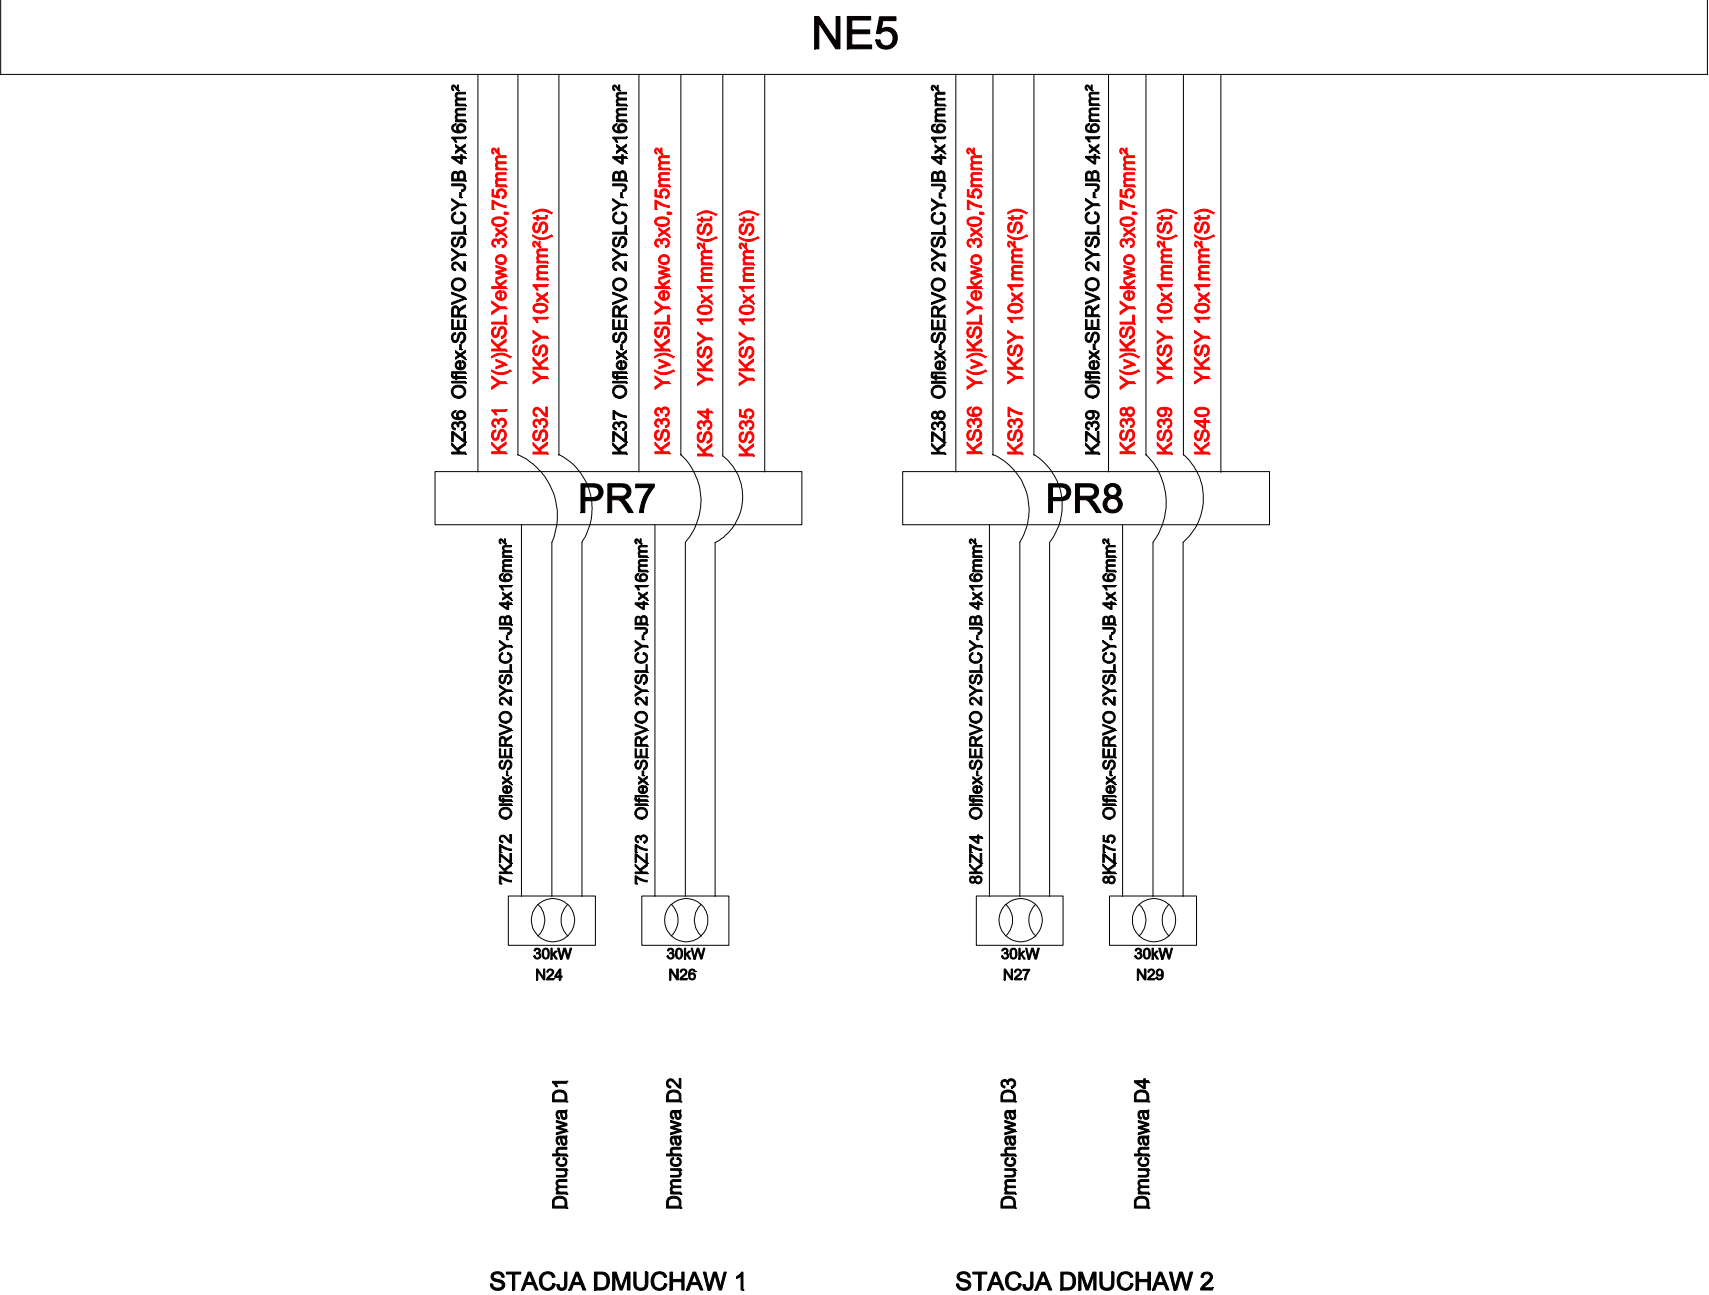 NE5
KZ36 Olflex-SERVO 2YSLCY-JB 4x16mm²
KS31 Y(v)KSLYekwo 3x0,75mm²
KS32 YKSY 10x1mm²(St)
KZ37 Olflex-SERVO 2YSLCY-JB 4x16mm²
KS33 Y(v)KSLYekwo 3x0,75mm²
KS34 YKSY 10x1mm²(St)
KS35 YKSY 10x1mm²(St)
KZ38 Olflex-SERVO 2YSLCY-JB 4x16mm²
KS36 Y(v)KSLYekwo 3x0,75mm²
KS37 YKSY 10x1mm²(St)
KZ39 Olflex-SERVO 2YSLCY-JB 4x16mm²
KS38 Y(v)KSLYekwo 3x0,75mm²
KS39 YKSY 10x1mm²(St)
KS40 YKSY 10x1mm²(St)
PR7
PR8
7KZ72 Olflex-SERVO 2YSLCY-JB 4x16mm²
7KZ73 Olflex-SERVO 2YSLCY-JB 4x16mm²
8KZ74 Olflex-SERVO 2YSLCY-JB 4x16mm²
8KZ75 Olflex-SERVO 2YSLCY-JB 4x16mm²
30kW
N24
30kW
N26
30kW
N27
30kW
N29
Dmuchawa D1
Dmuchawa D2
Dmuchawa D3
Dmuchawa D4
STACJA DMUCHAW 1
STACJA DMUCHAW 2